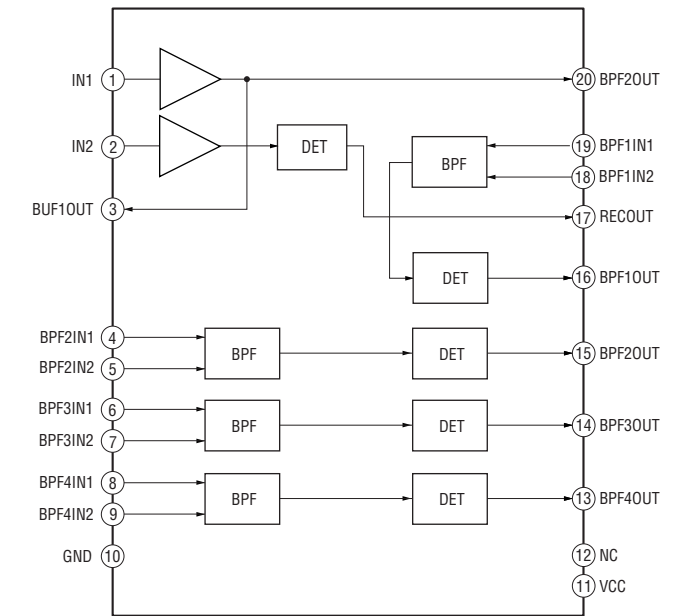 IN1 1
20 BPF2OUT
IN2 2
DET
BPF
19 BPF1IN1
18 BPF1IN2
BUF1OUT 3
17 RECOUT
DET
16 BPF1OUT
BPF2IN1 4
BPF2IN2 5
BPF
DET
15 BPF2OUT
BPF3IN1 6
BPF3IN2 7
BPF
DET
14 BPF3OUT
BPF4IN1 8
BPF4IN2 9
BPF
DET
13 BPF4OUT
GND 10
12 NC
11 VCC